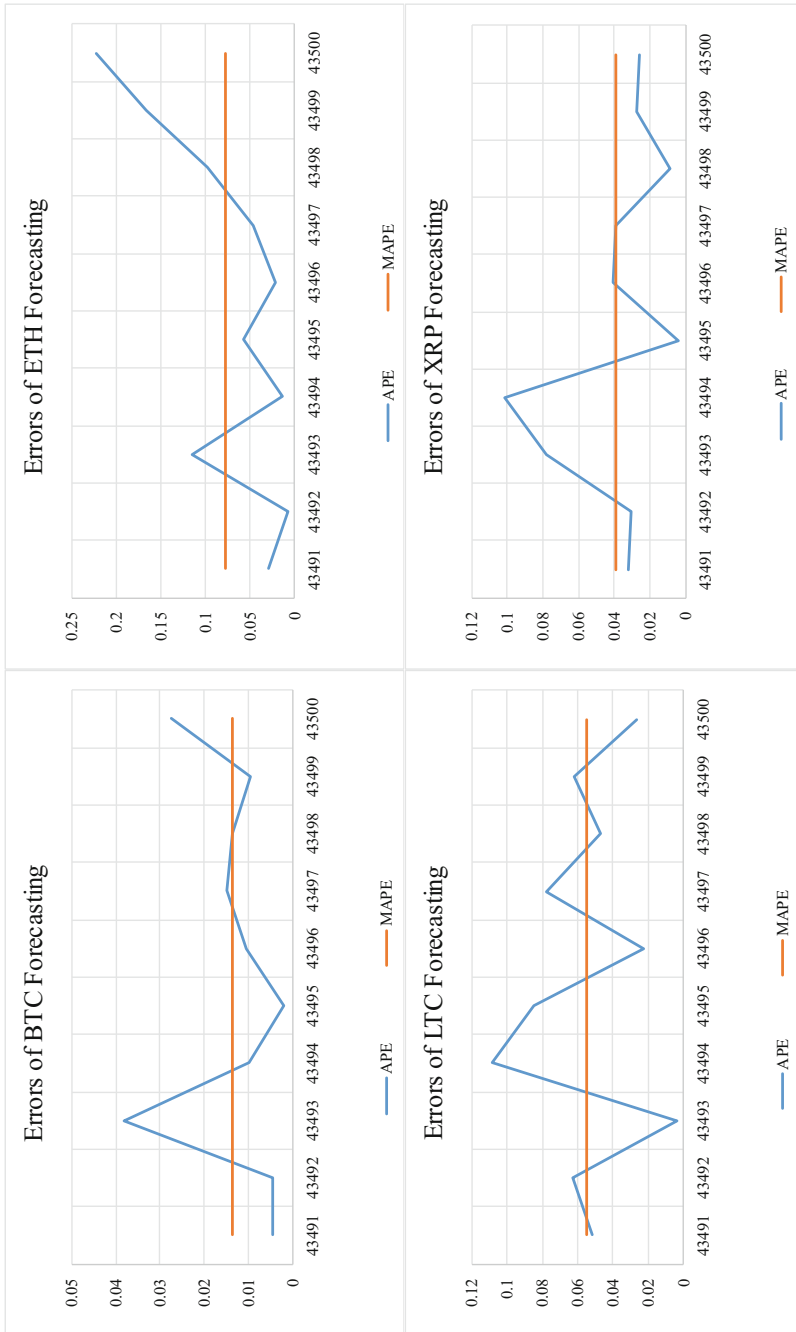 Errors of BTC Forecasting
0.05
0.04
0.03
0.02
0.01
0
43491 43492 43493 43494 43495 43496 43497 43498 43499 43500
APE MAPE
Errors of ETH Forecasting
0.25
0.2
0.15
0.1
0.05
0
43491 43492 43493 43494 43495 43496 43497 43498 43499 43500
APE MAPE
Errors of LTC Forecasting
0.12
0.1
0.08
0.06
0.04
0.02
0
43491 43492 43493 43494 43495 43496 43497 43498 43499 43500
APE MAPE
Errors of XRP Forecasting
0.12
0.1
0.08
0.06
0.04
0.02
0
43491 43492 43493 43494 43495 43496 43497 43498 43499 43500
APE MAPE